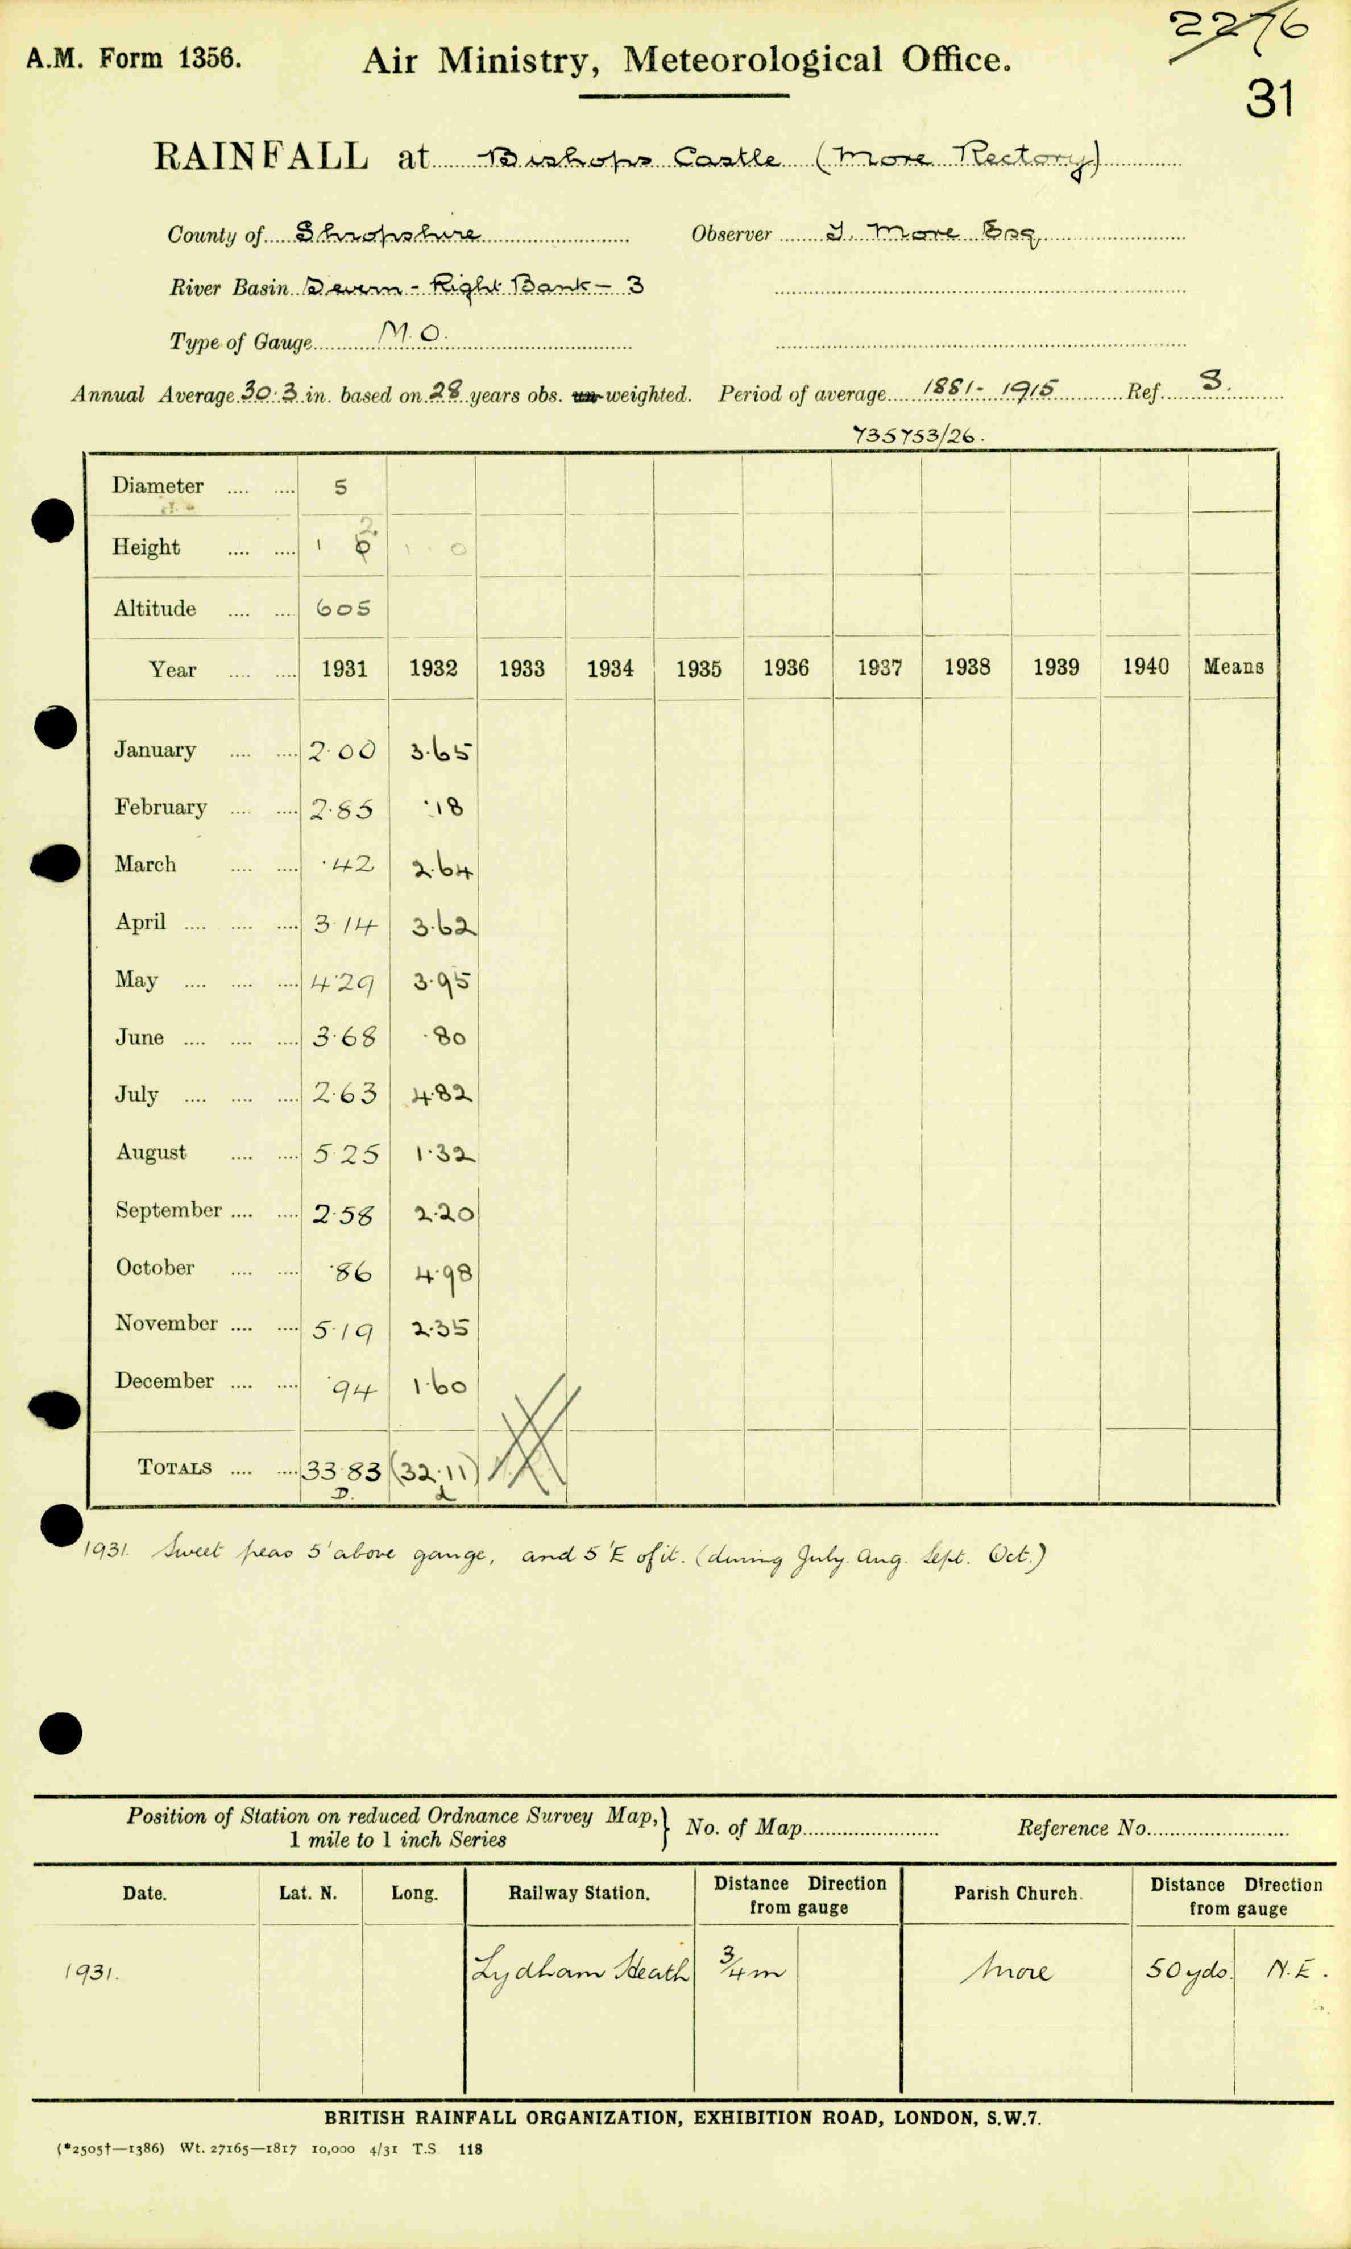 2276
A.M. Form 1356. Air Ministry, Meteorological Office.
31
RAINFALL at Bishops Castle (More Rectory)
County of Shropshire Observer J. More Esq.
River Basin Severn - Right Bank - 3
Type of Gauge M.O.
Annual Average 30.3 in. based on 28 years obs. un-weighted. Period of average 1881 - 1915 Ref. S.
735753/26.
Diameter .... .... 5
Height .... .... 1 6 2 1 0
Altitude .... .... 605
Year .... .... 1931 1932 1933 1934 1935 1936 1937 1938 1939 1940 Means
January .... .... 2.00 3.65
February .... .... 2.85 .18
March .... .... .42 2.64
April .... .... .... 3.14 3.62
May .... .... .... 4.29 3.95
June .... .... .... 3.68 .80
July .... .... .... 2.63 4.82
August .... .... 5.25 1.32
September .... .... 2.58 2.20
October .... .... .86 4.98
November .... .... 5.19 2.35
December .... .... .94 1.60
TOTALS .... .... 33.83 (32.11)
D. d
1931. Sweet peas 5' above gauge, and 5' E of it. (during July. Aug. Sept. Oct.)
Position of Station on reduced Ordnance Survey Map, } No. of Map Reference No.
1 mile to 1 inch Series
Date. Lat. N. Long. Railway Station. Distance Direction from gauge Parish Church. Distance Direction from gauge
1931. Lydham Heath 3/4 m More 50 yds. N.E.
BRITISH RAINFALL ORGANIZATION, EXHIBITION ROAD, LONDON, S.W.7.
(*2505†—1386) Wt. 27165—1817 10,000 4/31 T.S 118